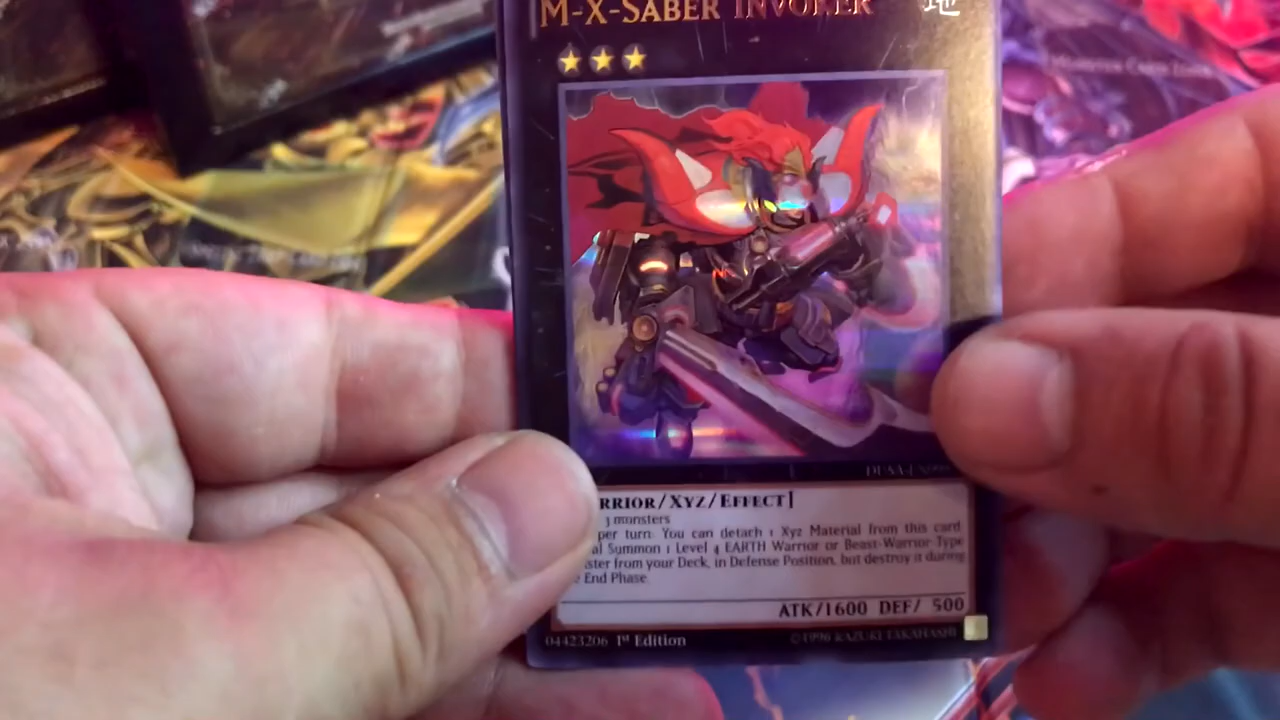 M-X-SABER INVOKER
RRIOR/XYZ/EFFECT]
3 monsters
per turn: You can detach 1 Xyz Material from this card
al Summon 1 Level 4 EARTH Warrior or Beast-Warrior-Type
ster from your Deck, in Defense Position, but destroy it during
End Phase.
ATK/1600 DEF/ 500
04423206 1st Edition
©1996 KAZUKI TAKAHASHI